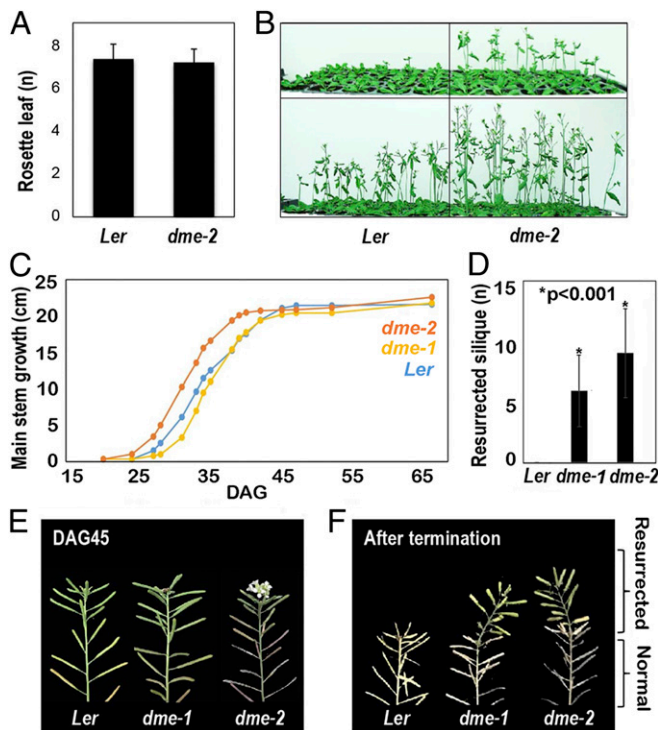 A
Rosette leaf (n)
8
6
4
2
0
Ler
dme-2
B
Ler
dme-2
C
Main stem growth (cm)
25
20
15
10
5
0
15
25
35
45
55
65
DAG
dme-2
dme-1
Ler
D
Resurrected silique (n)
15
10
5
0
*p<0.001
*
*
Ler dme-1 dme-2
E
DAG45
Ler
dme-1
dme-2
F
After termination
Ler
dme-1
dme-2
Resurrected
Normal